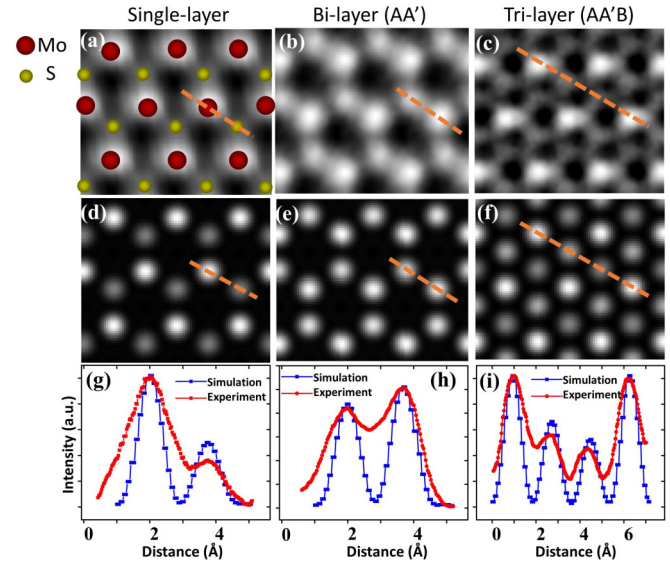 Single-layer
Bi-layer (AA')
Tri-layer (AA'B)
Mo
S
(a)
(b)
(c)
(d)
(e)
(f)
(g)
Simulation
Experiment
(h)
Simulation
Experiment
(i)
Simulation
Experiment
Intensity (a.u.)
0 2 4
0 2 4
0 2 4 6
Distance (Å)
Distance (Å)
Distance (Å)